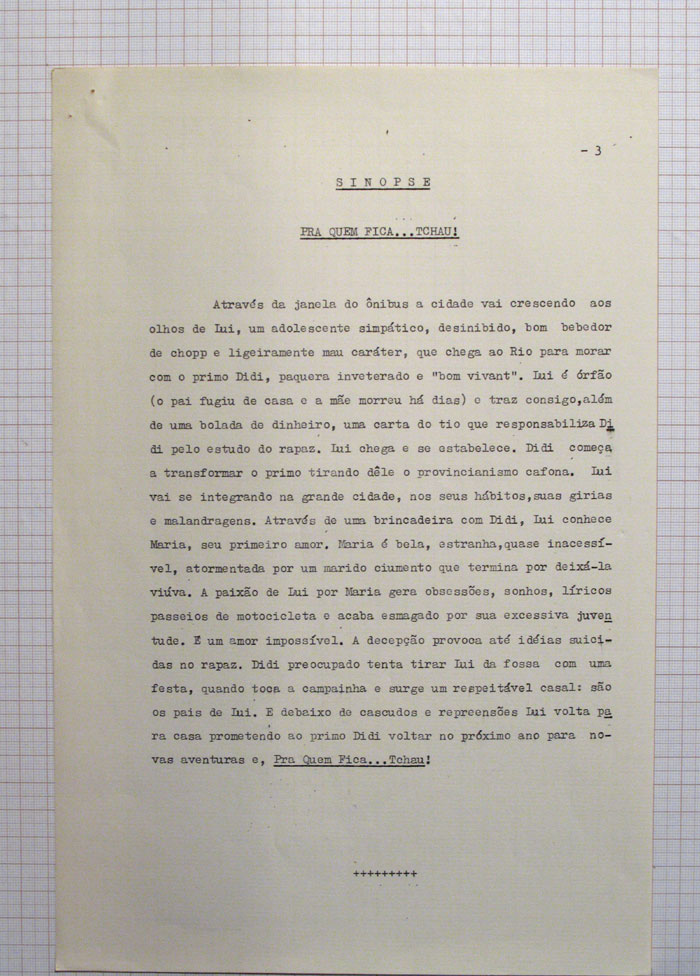 - 3
S I N O P S E
PRA QUEM FICA...TCHAU!
Através da janela do ônibus a cidade vai crescendo aos
olhos de Lui, um adolescente simpático, desinibido, bom bebedor
de chopp e ligeiramente mau caráter, que chega ao Rio para morar
com o primo Didi, paquera inveterado e "bom vivant". Lui é órfão
(o pai fugiu de casa e a mãe morreu há dias) e traz consigo,além
de uma bolada de dinheiro, uma carta do tio que responsabiliza Di
di pelo estudo do rapaz. Lui chega e se estabelece. Didi começa
a transformar o primo tirando dêle o provincianismo cafona. Lui
vai se integrando na grande cidade, nos seus hábitos,suas girias
e malandragens. Através de uma brincadeira com Didi, Lui conhece
Maria, seu primeiro amor. Maria é bela, estranha,quase inacessí-
vel, atormentada por um marido ciumento que termina por deixá-la
viúva. A paixão de Lui por Maria gera obsessões, sonhos, líricos
passeios de motocicleta e acaba esmagado por sua excessiva juven
tude. E um amor impossível. A decepção provoca até idéias suici-
das no rapaz. Didi preocupado tenta tirar Lui da fossa com uma
festa, quando toca a campainha e surge um respeitável casal: são
os pais de Lui. E debaixo de cascudos e repreensões Lui volta pa
ra casa prometendo ao primo Didi voltar no próximo ano para no-
vas aventuras e, Pra Quem Fica...Tchau!
+++++++++